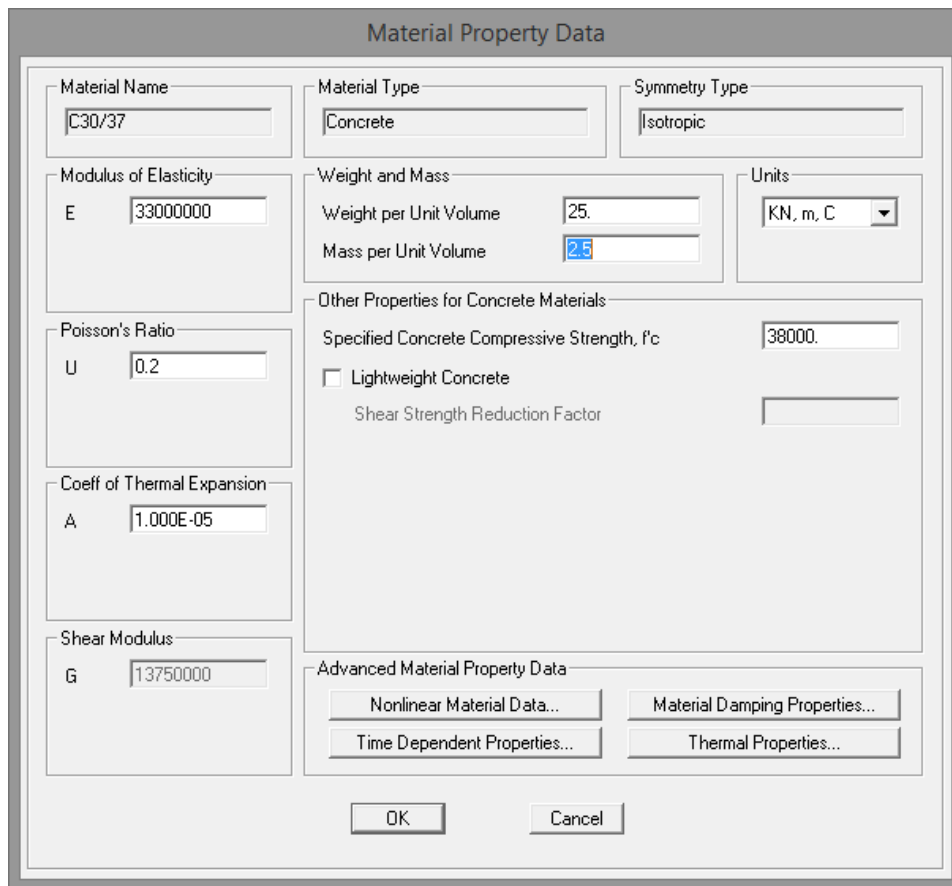 Material Property Data
Material Name
C30/37
Material Type
Concrete
Symmetry Type
Isotropic
Modulus of Elasticity
E 33000000
Weight and Mass
Weight per Unit Volume 25.
Mass per Unit Volume 2.5
Units
KN, m, C
Poisson's Ratio
U 0.2
Other Properties for Concrete Materials
Specified Concrete Compressive Strength, f'c 38000.
Lightweight Concrete
Shear Strength Reduction Factor
Coeff of Thermal Expansion
A 1.000E-05
Shear Modulus
G 13750000
Advanced Material Property Data
Nonlinear Material Data... Material Damping Properties...
Time Dependent Properties... Thermal Properties...
OK Cancel